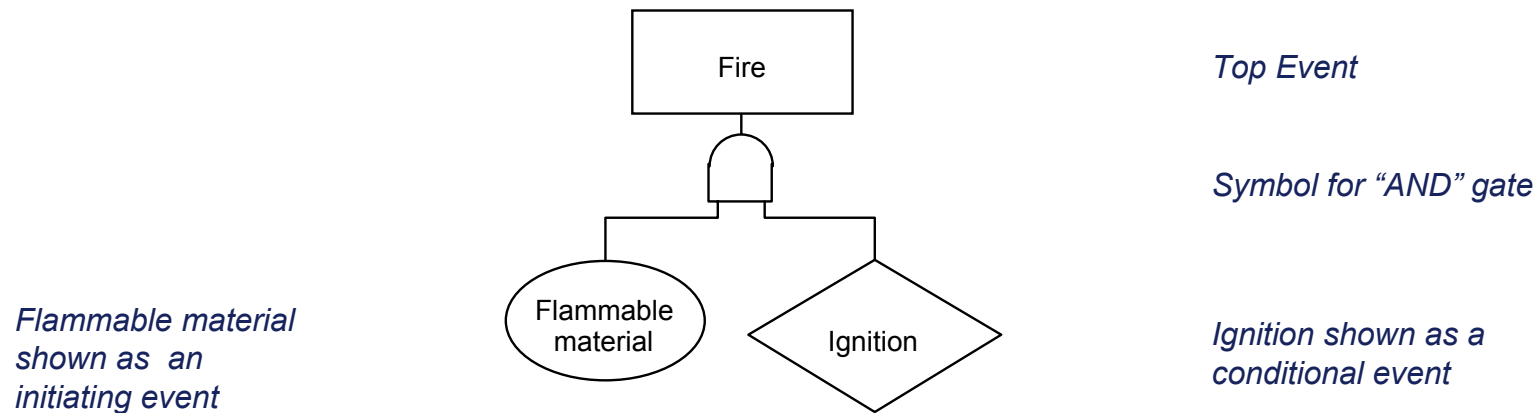 Fire
Top Event
Symbol for “AND” gate
Flammable material
shown as an
initiating event
Flammable
material
Ignition
Ignition shown as a
conditional event